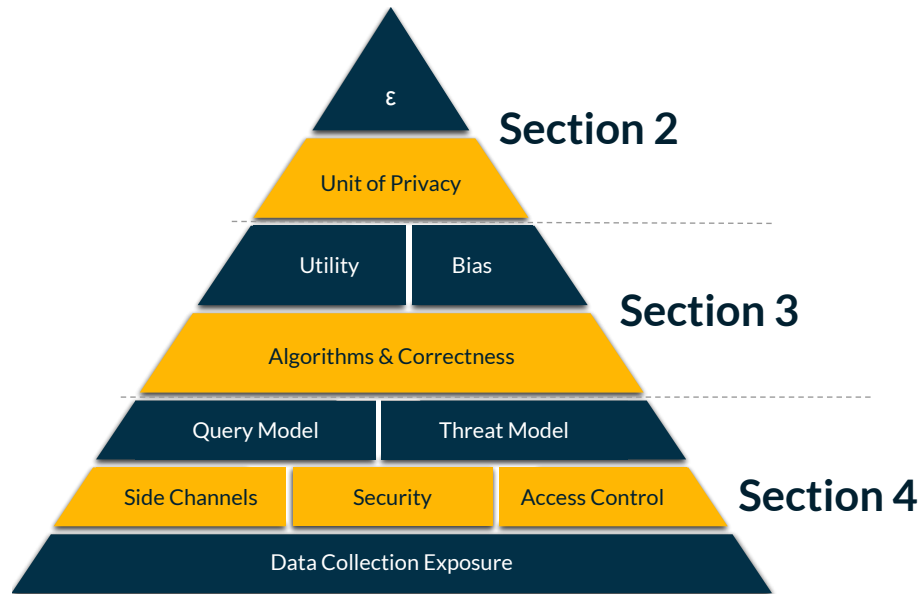 ε
Section 2
Unit of Privacy
Utility
Bias
Section 3
Algorithms & Correctness
Query Model
Threat Model
Side Channels
Security
Access Control
Section 4
Data Collection Exposure